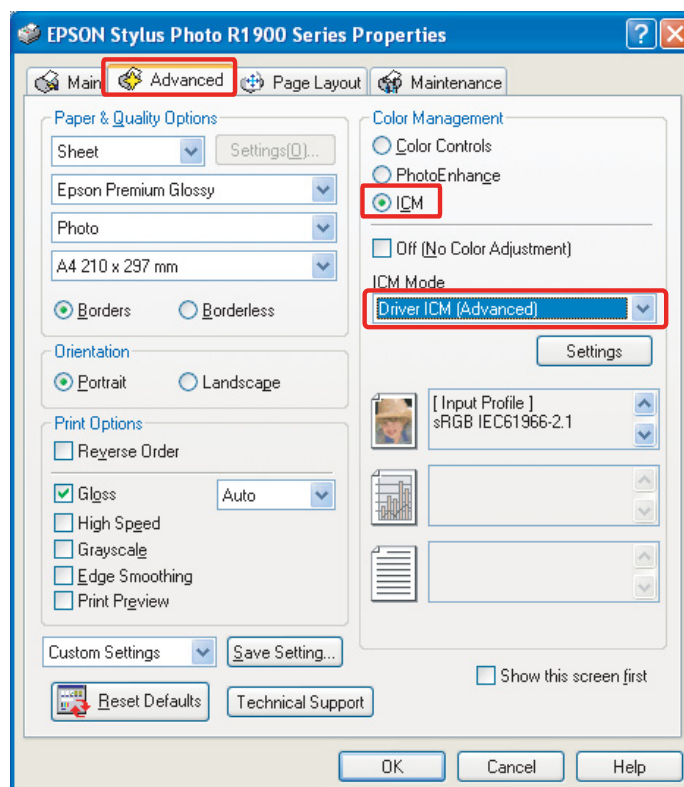 EPSON Stylus Photo R1900 Series Properties
Main
Advanced
Page Layout
Maintenance
Paper & Quality Options
Sheet
Settings(O)...
Epson Premium Glossy
Photo
A4 210 x 297 mm
Borders
Borderless
Orientation
Portrait
Landscape
Print Options
Reverse Order
Gloss
Auto
High Speed
Grayscale
Edge Smoothing
Print Preview
Custom Settings
Save Setting...
Reset Defaults
Technical Support
Color Management
Color Controls
PhotoEnhance
ICM
Off (No Color Adjustment)
ICM Mode
Driver ICM (Advanced)
Settings
[ Input Profile ]
sRGB IEC61966-2.1
Show this screen first
OK
Cancel
Help